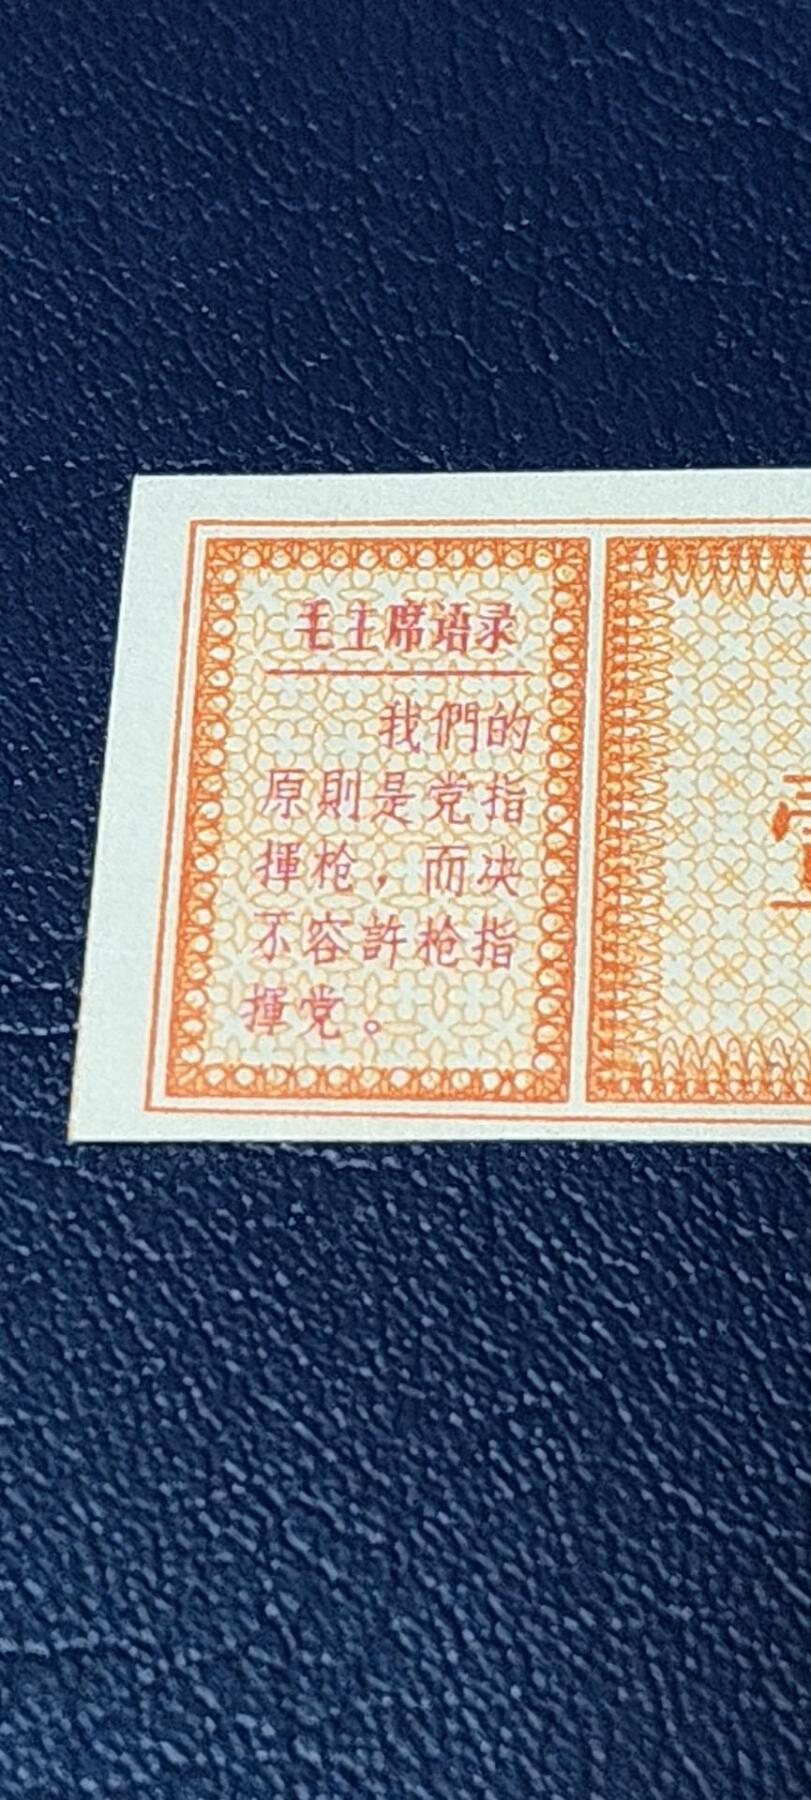 毛主席语录
我們的
原則是党指
揮枪，而决
不容許枪指
揮党。